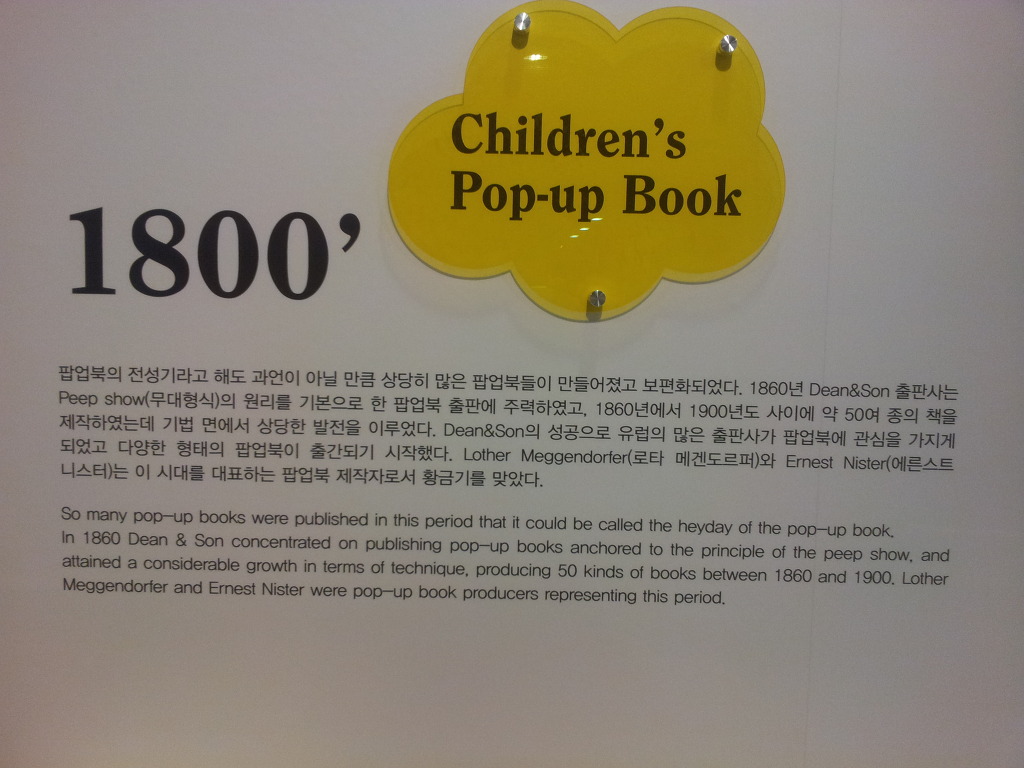 Children's
Pop-up Book
1800'
팝업북의 전성기라고 해도 과언이 아닐 만큼 상당히 많은 팝업북들이 만들어졌고 보편화되었다. 1860년 Dean&Son 출판사는
Peep show(무대형식)의 원리를 기본으로 한 팝업북 출판에 주력하였고, 1860년에서 1900년도 사이에 약 50여 종의 책을
제작하였는데 기법 면에서 상당한 발전을 이루었다. Dean&Son의 성공으로 유럽의 많은 출판사가 팝업북에 관심을 가지게
되었고 다양한 형태의 팝업북이 출간되기 시작했다. Lother Meggendorfer(로타 메겐도르퍼)와 Ernest Nister(에른스트
니스터)는 이 시대를 대표하는 팝업북 제작자로서 황금기를 맞았다.
So many pop-up books were published in this period that it could be called the heyday of the pop-up book.
In 1860 Dean & Son concentrated on publishing pop-up books anchored to the principle of the peep show, and
attained a considerable growth in terms of technique, producing 50 kinds of books between 1860 and 1900. Lother
Meggendorfer and Ernest Nister were pop-up book producers representing this period.